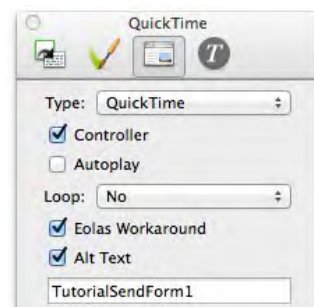 QuickTime
T
Type: QuickTime
Controller
Autoplay
Loop: No
Eolas Workaround
Alt Text
TutorialSendForm1